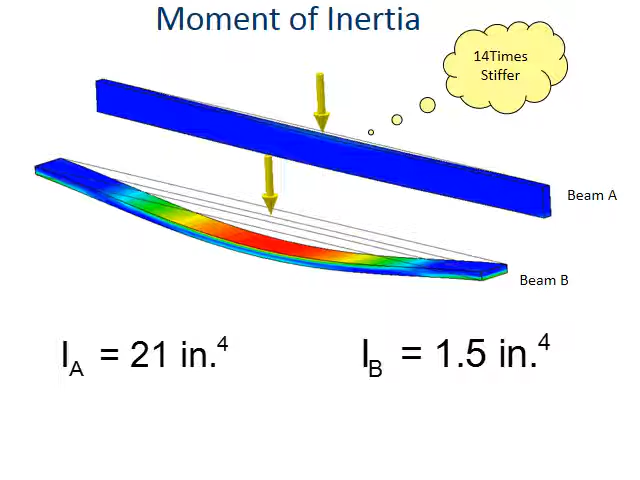 Moment of Inertia
14Times
Stiffer
Beam A
Beam B
I_A = 21 in.⁴
I_B = 1.5 in.⁴